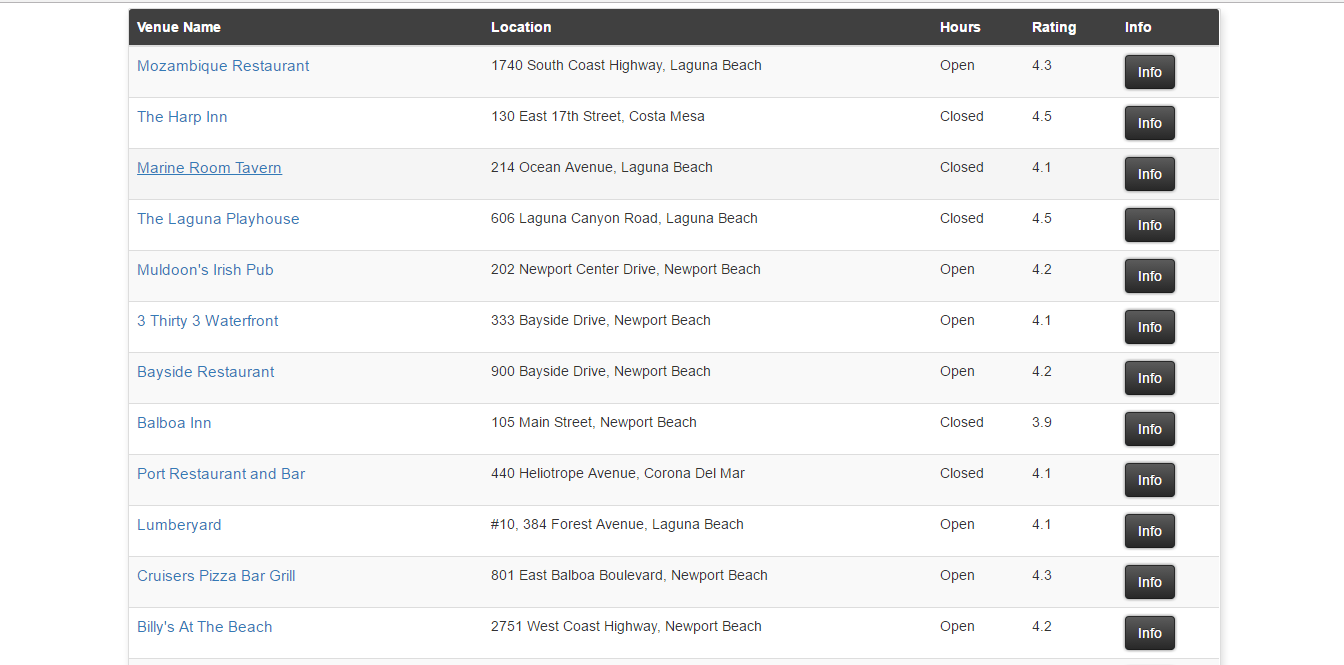 Venue Name Location Hours Rating Info
Mozambique Restaurant 1740 South Coast Highway, Laguna Beach Open 4.3 Info
The Harp Inn 130 East 17th Street, Costa Mesa Closed 4.5 Info
Marine Room Tavern 214 Ocean Avenue, Laguna Beach Closed 4.1 Info
The Laguna Playhouse 606 Laguna Canyon Road, Laguna Beach Closed 4.5 Info
Muldoon's Irish Pub 202 Newport Center Drive, Newport Beach Open 4.2 Info
3 Thirty 3 Waterfront 333 Bayside Drive, Newport Beach Open 4.1 Info
Bayside Restaurant 900 Bayside Drive, Newport Beach Open 4.2 Info
Balboa Inn 105 Main Street, Newport Beach Closed 3.9 Info
Port Restaurant and Bar 440 Heliotrope Avenue, Corona Del Mar Closed 4.1 Info
Lumberyard #10, 384 Forest Avenue, Laguna Beach Open 4.1 Info
Cruisers Pizza Bar Grill 801 East Balboa Boulevard, Newport Beach Open 4.3 Info
Billy's At The Beach 2751 West Coast Highway, Newport Beach Open 4.2 Info